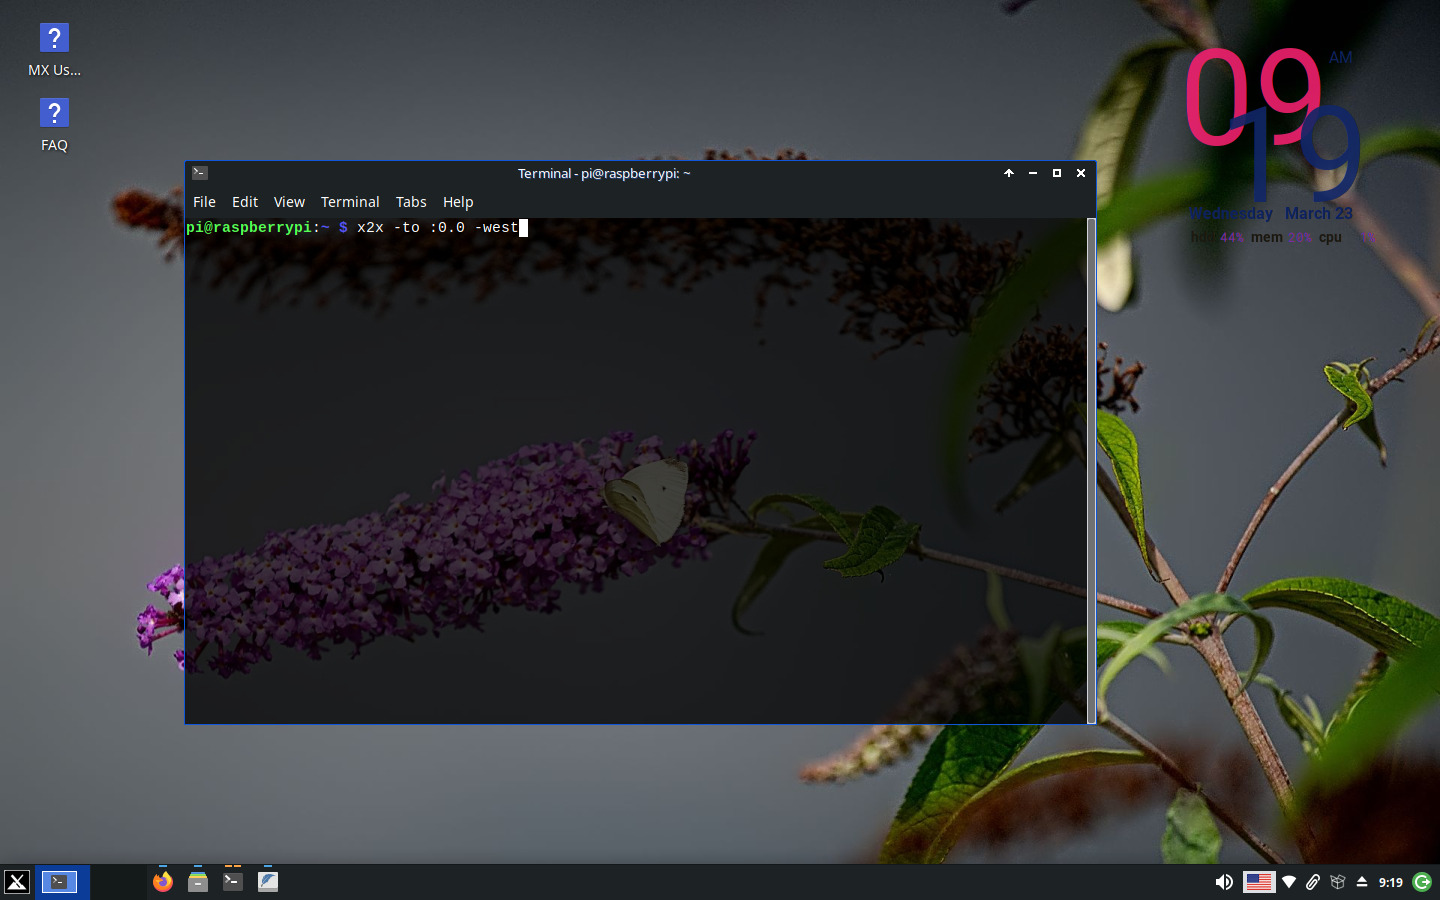 MX Us...
FAQ
09 AM
19
Wednesday March 23
hdd 44% mem 20% cpu 1%
Terminal - pi@raspberrypi: ~
File Edit View Terminal Tabs Help
pi@raspberrypi:~ $ x2x -to :0.0 -west
9:19